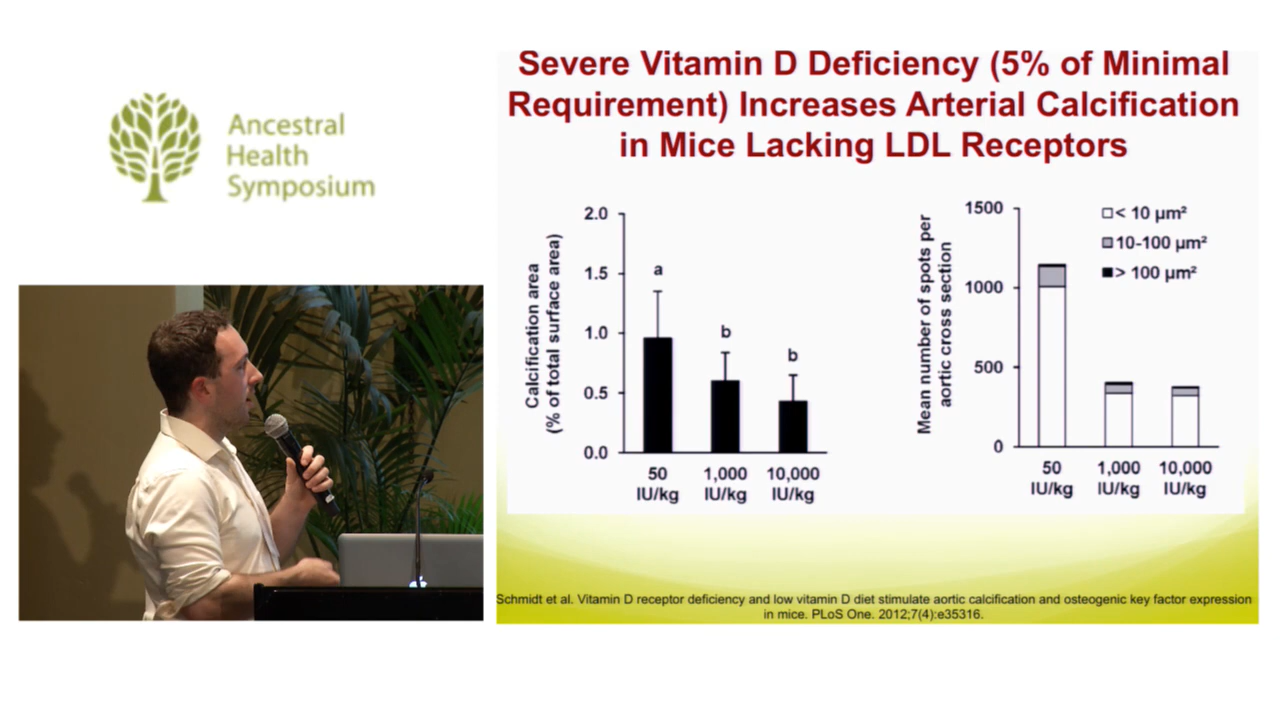 Ancestral
Health
Symposium
Severe Vitamin D Deficiency (5% of Minimal
Requirement) Increases Arterial Calcification
in Mice Lacking LDL Receptors
Calcification area
(% of total surface area)
2.0
1.5
1.0
0.5
0.0
a
b
b
50
IU/kg
1,000
IU/kg
10,000
IU/kg
Mean number of spots per
aortic cross section
1500
1000
500
0
< 10 µm²
10-100 µm²
> 100 µm²
50
IU/kg
1,000
IU/kg
10,000
IU/kg
Schmidt et al. Vitamin D receptor deficiency and low vitamin D diet stimulate aortic calcification and osteogenic key factor expression
in mice. PLoS One. 2012;7(4):e35316.